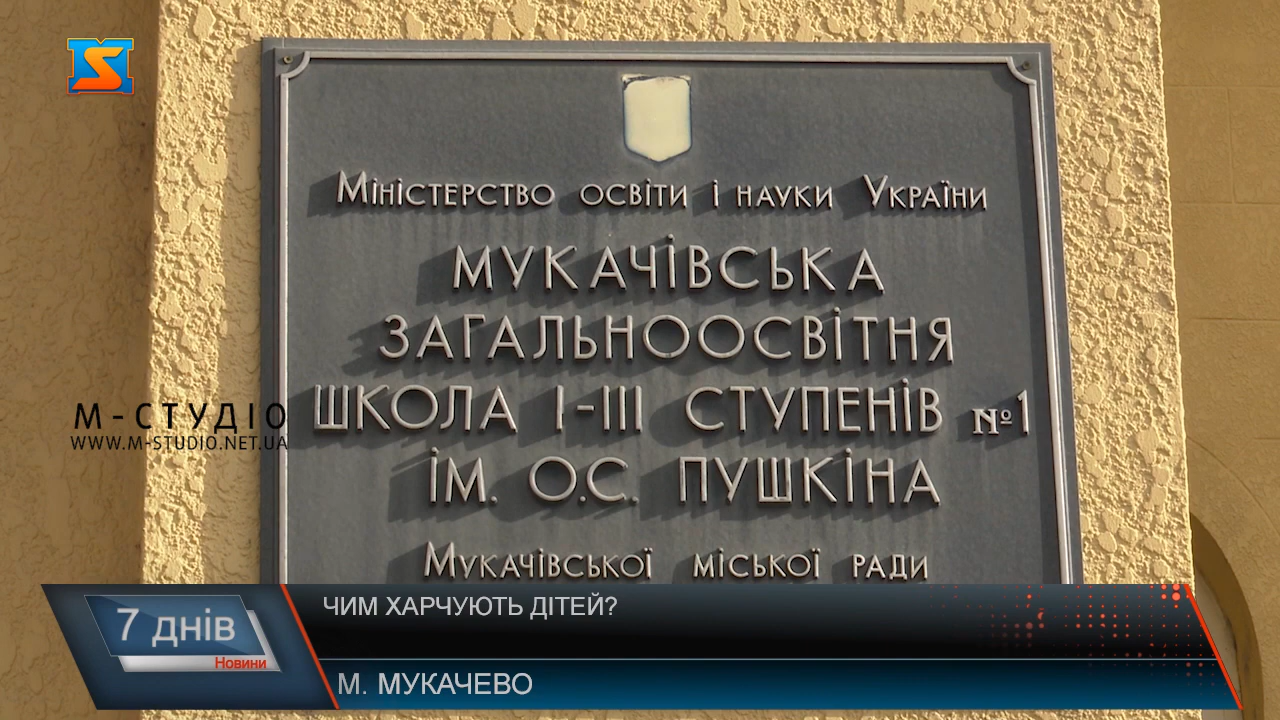 Міністерство освіти і науки України
МУКАЧІВСЬКА
ЗАГАЛЬНООСВІТНЯ
ШКОЛА І-ІІІ СТУПЕНІВ №1
ІМ. О.С. ПУШКІНА
Мукачівської міської ради
М-СТУДІО
WWW.M-STUDIO.NET.UA
7 днів
Новини
ЧИМ ХАРЧУЮТЬ ДІТЕЙ?
М. МУКАЧЕВО